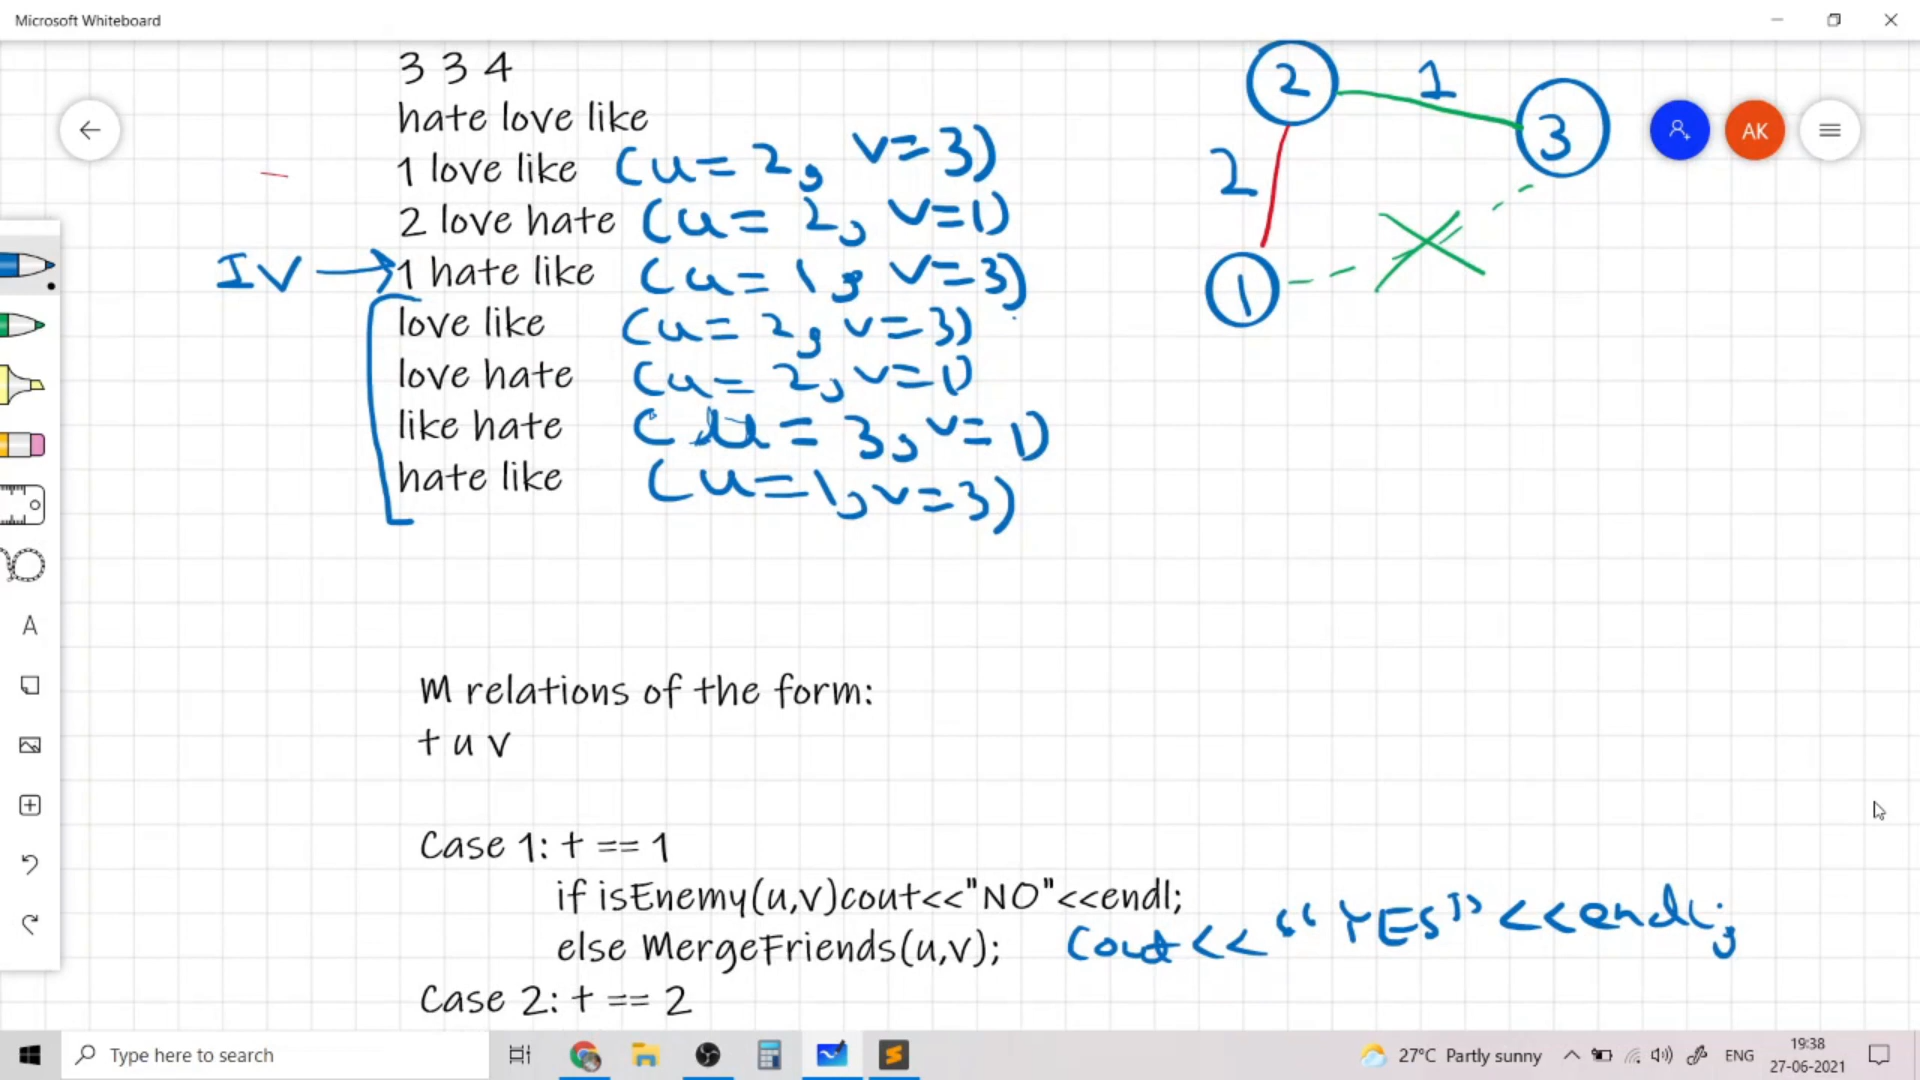 Microsoft Whiteboard
3 3 4
hate love like
1 love like (u=2, v=3)
2 love hate (u=2, v=1)
IV → 1 hate like (u=1, v=3)
love like (u=2, v=3)
love hate (u=2, v=1)
like hate (u=3, v=1)
hate like (u=1, v=3)
2
1
3
2
1
AK
A
M relations of the form:
t u v
Case 1: t == 1
if isEnemy(u,v)cout<<"NO"<<endl;
else MergeFriends(u,v); cout<<"YES"<<endl;
Case 2: t == 2
Type here to search
27°C Partly sunny
ENG
19:38
27-06-2021